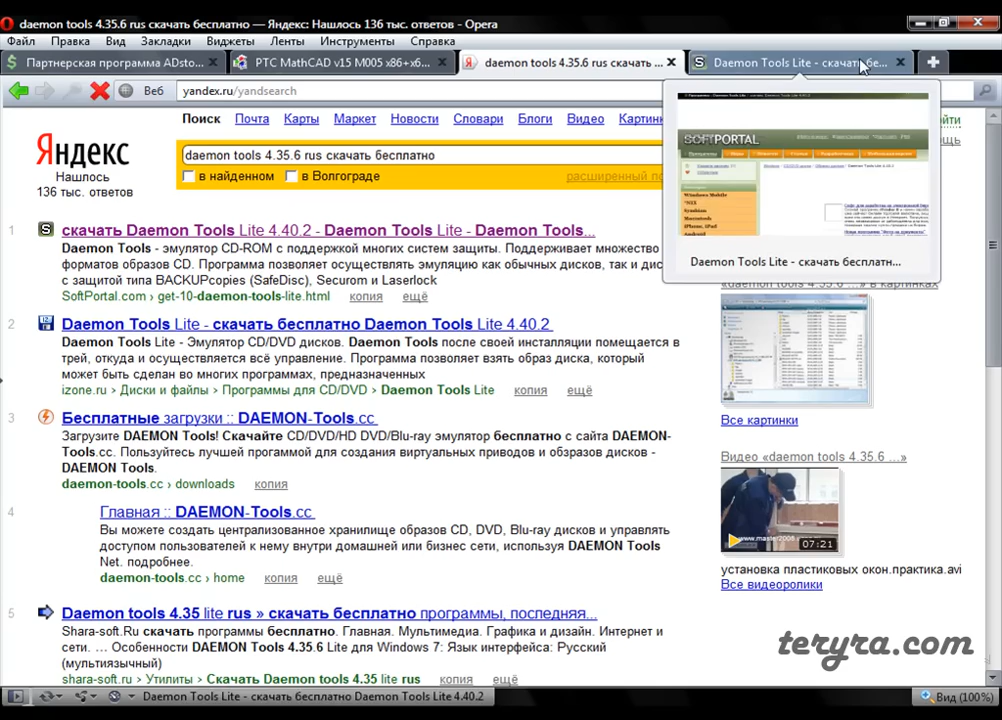 daemon tools 4.35.6 rus скачать бесплатно — Яндекс: Нашлось 136 тыс. ответов - Opera
Файл Правка Вид Закладки Виджеты Ленты Инструменты Справка
Партнерская программа ADsto...
PTC MathCAD v15 M005 x86+x6...
daemon tools 4.35.6 rus скачать ...
Daemon Tools Lite - скачать бе...
Веб
yandex.ru/yandsearch
Поиск Почта Карты Маркет Новости Словари Блоги Видео Картин
Яндекс
Нашлось
136 тыс. ответов
daemon tools 4.35.6 rus скачать бесплатно
в найденном в Волгограде
расширенный по
SOFTPORTAL
Daemon Tools Lite - скачать бесплатн...
1
скачать Daemon Tools Lite 4.40.2 - Daemon Tools Lite - Daemon Tools...
Daemon Tools - эмулятор CD-ROM с поддержкой многих систем защиты. Поддерживает множество
форматов образов CD. Программа позволяет осуществлять эмуляцию как обычных дисков, так и дис
с защитой типа BACKUPcopies (SafeDisc), Securom и Laserlock
SoftPortal.com › get-10-daemon-tools-lite.html копия ещё
2
Daemon Tools Lite - скачать бесплатно Daemon Tools Lite 4.40.2
Daemon Tools Lite - Эмулятор CD/DVD дисков. Daemon Tools после своей инсталляции помещается в
трей, откуда и осуществляется всё управление. Программа позволяет взять образ диска, который
может быть сделан во многих программах, предназначенных
izone.ru › Диски и файлы › Программы для CD/DVD › Daemon Tools Lite копия ещё
3
Бесплатные загрузки :: DAEMON-Tools.cc
Загрузите DAEMON Tools! Скачайте CD/DVD/HD DVD/Blu-ray эмулятор бесплатно с сайта DAEMON-
Tools.cc. Пользуйтесь лучшей прогаммой для создания виртуальных приводов и обзразов дисков -
DAEMON Tools.
daemon-tools.cc › downloads копия
4
Главная :: DAEMON-Tools.cc
Вы можете создать централизованное хранилище образов CD, DVD, Blu-ray дисков и управлять
доступом пользователей к нему внутри домашней или бизнес сети, используя DAEMON Tools
Net. подробнее.
daemon-tools.cc › home копия ещё
5
Daemon tools 4.35 lite rus » скачать бесплатно программы, последняя...
Shara-soft.Ru скачать программы бесплатно. Главная. Мультимедиа. Графика и дизайн. Интернет и
сети. ... Особенности DAEMON Tools 4.35.6 Lite для Windows 7: Язык интерфейса: Русский
(мультиязычный)
shara-soft.ru › Утилиты › Скачать Daemon tools 4.35 lite rus копия ещё
«daemon tools 4.35.6 ...» в картинках
Все картинки
Видео «daemon tools 4.35.6 ...»
07:21
установка пластиковых окон.практика.avi
Все видеоролики
teryra.com
Daemon Tools Lite - скачать бесплатно Daemon Tools Lite 4.40.2
Вид (100%)